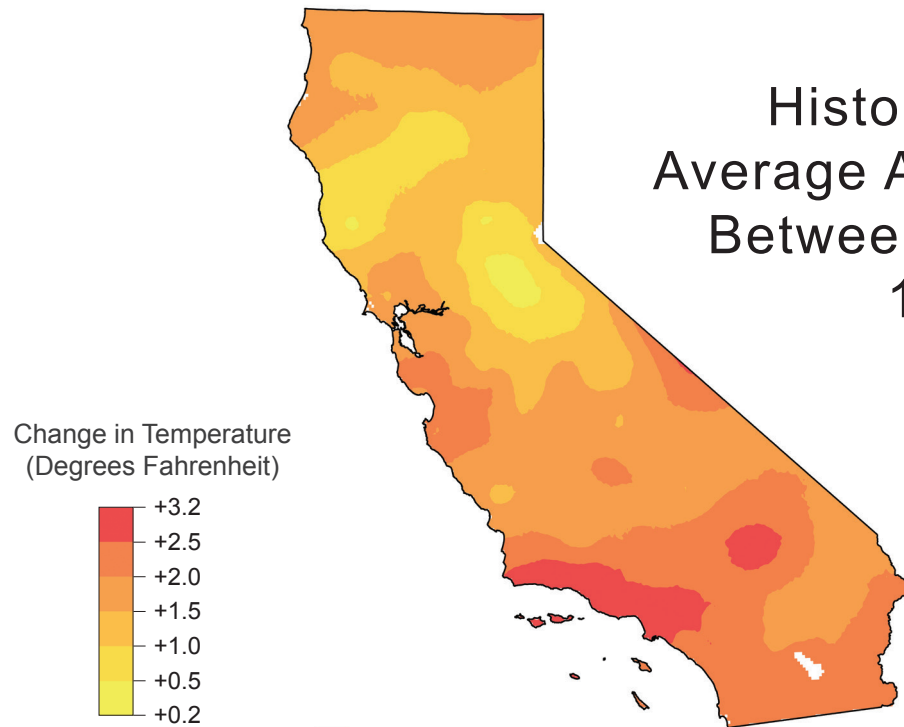 Histo
Average A
Betwee
1
Change in Temperature
(Degrees Fahrenheit)
+3.2
+2.5
+2.0
+1.5
+1.0
+0.5
+0.2